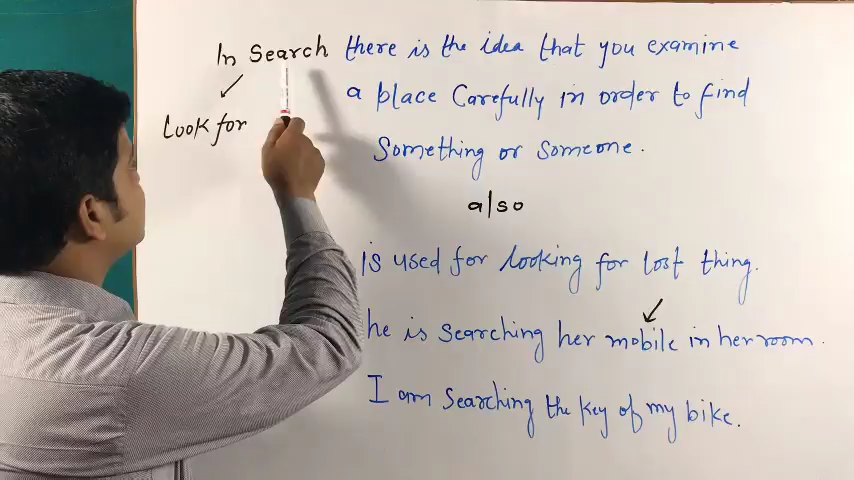 In Search there is the idea that you examine
Look for
a place Carefully in order to find
Something or someone.
also
is used for looking for lost thing.
he is searching her mobile in her room.
I am Searching the key of my bike.